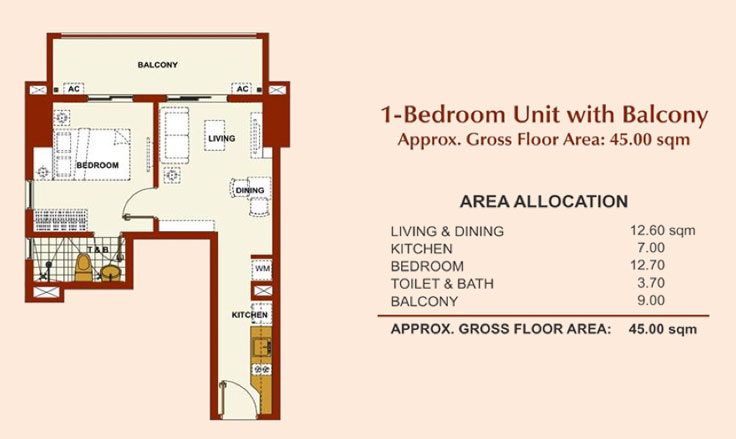 BALCONY
AC
AC
LIVING
BEDROOM
DINING
T & B
WM
KITCHEN
1-Bedroom Unit with Balcony
Approx. Gross Floor Area: 45.00 sqm
AREA ALLOCATION
LIVING & DINING 12.60 sqm
KITCHEN 7.00
BEDROOM 12.70
TOILET & BATH 3.70
BALCONY 9.00
APPROX. GROSS FLOOR AREA: 45.00 sqm